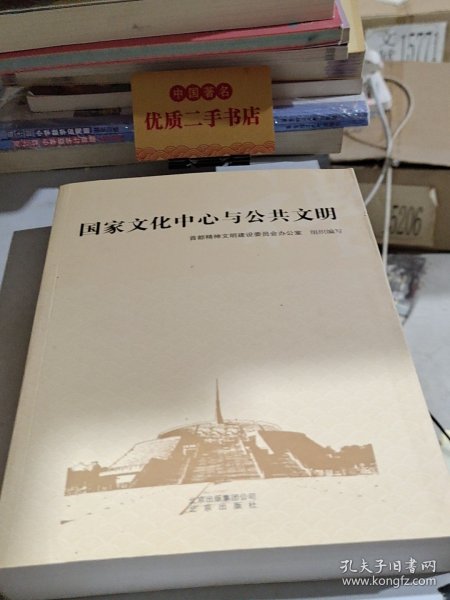 15771
中国著名
优质二手书店
5206
国家文化中心与公共文明
首都精神文明建设委员会办公室 组织编写
北京出版集团公司
北京出版社
孔夫子旧书网
www.kongfz.com